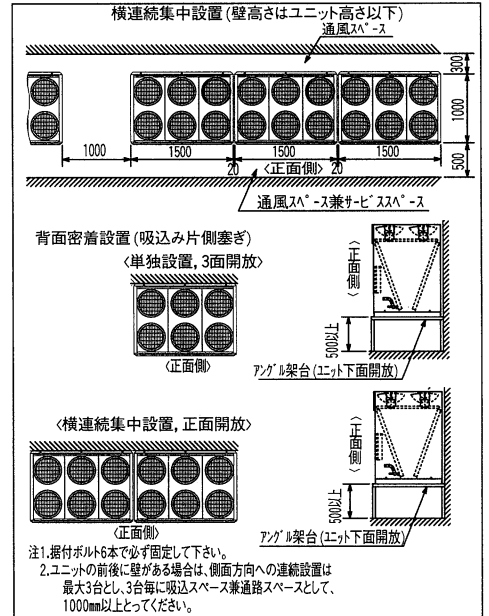 横連続集中設置(壁高さはユニット高さ以下)
通風スペース
300
1000
500
1000
1500
1500
1500
20
〈正面側〉
20
通風スペース兼サービススペース
背面密着設置(吸込み片側塞ぎ)
〈単独設置,3面開放〉
〈正面側〉
〈正面側〉
500以上
アングル架台(ユニット下面開放)
〈横連続集中設置,正面開放〉
〈正面側〉
〈正面側〉
500以上
アングル架台(ユニット下面開放)
注1.据付ボルト6本で必ず固定して下さい。
2.ユニットの前後に壁がある場合は、側面方向への連続設置は
最大3台とし、3台毎に吸込スペース兼通路スペースとして、
1000mm以上とってください。